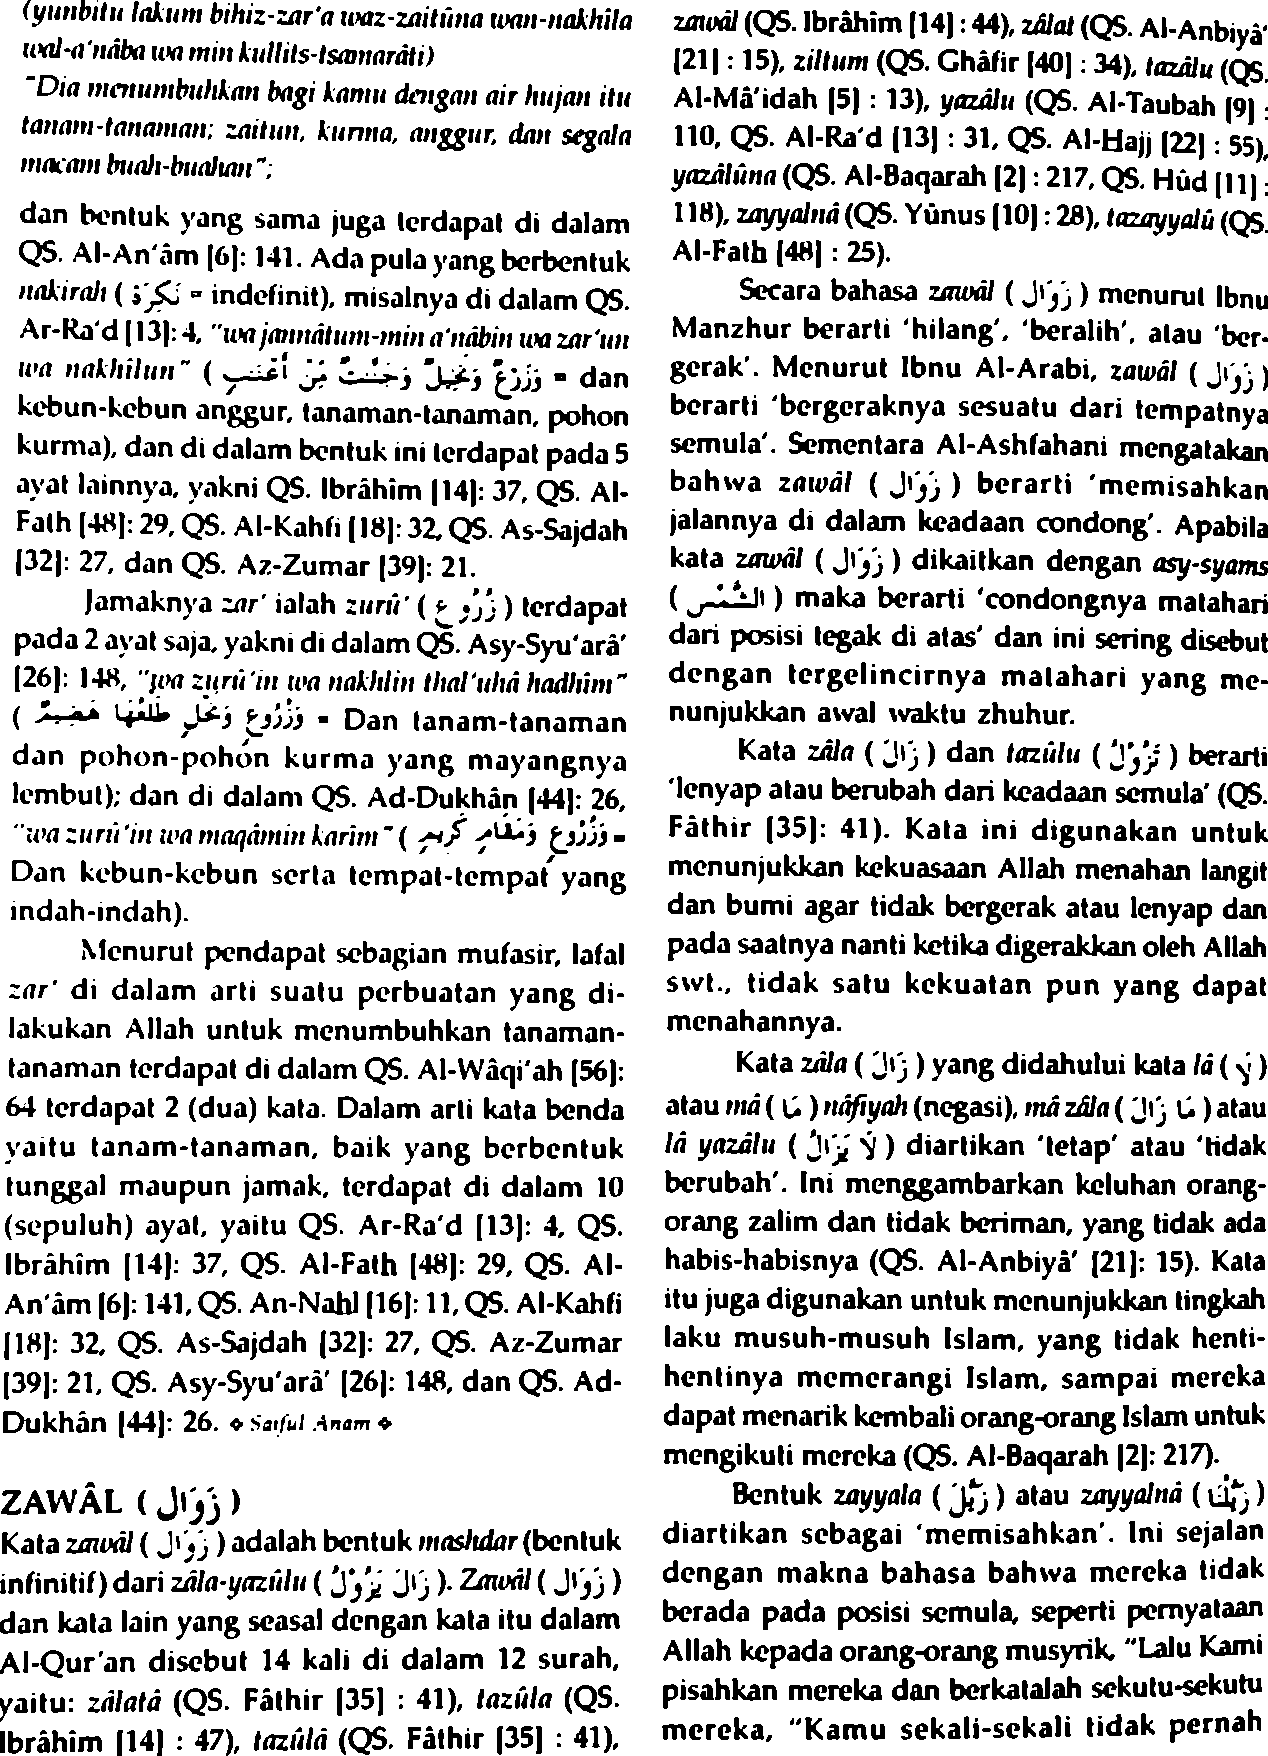 (yunbitu lakum bihiz-zar'a waz-zaitûna wan-nakhîla
wal-a'nâba wa min kullits-tsamarâti)
"Dia menumbuhkan bagi kamu dengan air hujan itu
tanam-tanaman; zaitun, kurma, anggur, dan segala
macam buah-buahan";
dan bentuk yang sama juga terdapat di dalam
QS. Al-An'âm [6]: 141. Ada pula yang berbentuk
nakirah ( نَكِرَة = indefinit), misalnya di dalam QS.
Ar-Ra'd [13]: 4, "wa jannâtum-min a'nâbin wa zar'un
wa nakhîlun" ( وَجَنَّـٰتٌ مِّنْ أَعْنَـٰبٍ وَزَرْعٌ وَنَخِيلٌ = dan
kebun-kebun anggur, tanaman-tanaman, pohon
kurma), dan di dalam bentuk ini terdapat pada 5
ayat lainnya, yakni QS. Ibrâhîm [14]: 37, QS. Al-
Fath [48]: 29, QS. Al-Kahfi [18]: 32, QS. As-Sajdah
[32]: 27, dan QS. Az-Zumar [39]: 21.
Jamaknya zar' ialah zurû' ( زُرُوْع ) terdapat
pada 2 ayat saja, yakni di dalam QS. Asy-Syu'arâ'
[26]: 148, "wa zurû'in wa nakhlin thal'uhâ hadhîm"
( وَزُرُوعٍ وَنَخْلٍ طَلْعُهَا هَضِيمٌ = Dan tanam-tanaman
dan pohon-pohon kurma yang mayangnya
lembut); dan di dalam QS. Ad-Dukhân [44]: 26,
"wa zurû'in wa maqâmin karîm" ( وَزُرُوعٍ وَمَقَامٍ كَرِيمٍ =
Dan kebun-kebun serta tempat-tempat yang
indah-indah).
Menurut pendapat sebagian mufasir, lafal
zar' di dalam arti suatu perbuatan yang di-
lakukan Allah untuk menumbuhkan tanaman-
tanaman terdapat di dalam QS. Al-Wâqi'ah [56]:
64 terdapat 2 (dua) kata. Dalam arti kata benda
yaitu tanam-tanaman, baik yang berbentuk
tunggal maupun jamak, terdapat di dalam 10
(sepuluh) ayat, yaitu QS. Ar-Ra'd [13]: 4, QS.
Ibrâhîm [14]: 37, QS. Al-Fath [48]: 29, QS. Al-
An'âm [6]: 141, QS. An-Nahl [16]: 11, QS. Al-Kahfi
[18]: 32, QS. As-Sajdah [32]: 27, QS. Az-Zumar
[39]: 21, QS. Asy-Syu'arâ' [26]: 148, dan QS. Ad-
Dukhân [44]: 26. ❖ Saiful Anam ❖
ZAWÂL ( زَوَال )
Kata zawâl ( زَوَال ) adalah bentuk mashdar (bentuk
infinitif) dari zâla-yazûlu ( زَالَ يَزُوْلُ ). Zawâl ( زَوَال )
dan kata lain yang seasal dengan kata itu dalam
Al-Qur'an disebut 14 kali di dalam 12 surah,
yaitu: zâlatâ (QS. Fâthir [35] : 41), tazûla (QS.
Ibrâhîm [14] : 47), tazûlâ (QS. Fâthir [35] : 41),
zawâl (QS. Ibrâhîm [14] : 44), zâlat (QS. Al-Anbiyâ'
[21] : 15), ziltum (QS. Ghâfir [40] : 34), tazâlu (QS.
Al-Mâ'idah [5] : 13), yazâlu (QS. Al-Taubah [9] :
110, QS. Al-Ra'd [13] : 31, QS. Al-Hajj [22] : 55),
yazâlûna (QS. Al-Baqarah [2] : 217, QS. Hûd [11] :
118), zayyalnâ (QS. Yûnus [10] : 28), tazayyalû (QS.
Al-Fath [48] : 25).
Secara bahasa zawâl ( زَوَال ) menurut Ibnu
Manzhur berarti 'hilang', 'beralih', atau 'ber-
gerak'. Menurut Ibnu Al-Arabi, zawâl ( زَوَال )
berarti 'bergeraknya sesuatu dari tempatnya
semula'. Sementara Al-Ashfahani mengatakan
bahwa zawâl ( زَوَال ) berarti 'memisahkan
jalannya di dalam keadaan condong'. Apabila
kata zawâl ( زَوَال ) dikaitkan dengan asy-syams
( الشَّمْس ) maka berarti 'condongnya matahari
dari posisi tegak di atas' dan ini sering disebut
dengan tergelincirnya matahari yang me-
nunjukkan awal waktu zhuhur.
Kata zâla ( زَالَ ) dan tazûlu ( تَزُوْلُ ) berarti
'lenyap atau berubah dari keadaan semula' (QS.
Fâthir [35]: 41). Kata ini digunakan untuk
menunjukkan kekuasaan Allah menahan langit
dan bumi agar tidak bergerak atau lenyap dan
pada saatnya nanti ketika digerakkan oleh Allah
swt., tidak satu kekuatan pun yang dapat
menahannya.
Kata zâla ( زَالَ ) yang didahului kata lâ ( لَا )
atau mâ ( مَا ) nâfiyah (negasi), mâ zâla ( مَا زَالَ ) atau
lâ yazâlu ( لَا يَزَالُ ) diartikan 'tetap' atau 'tidak
berubah'. Ini menggambarkan keluhan orang-
orang zalim dan tidak beriman, yang tidak ada
habis-habisnya (QS. Al-Anbiyâ' [21]: 15). Kata
itu juga digunakan untuk menunjukkan tingkah
laku musuh-musuh Islam, yang tidak henti-
hentinya memerangi Islam, sampai mereka
dapat menarik kembali orang-orang Islam untuk
mengikuti mereka (QS. Al-Baqarah [2]: 217).
Bentuk zayyala ( زَيَّلَ ) atau zayyalnâ ( زَيَّلْنَا )
diartikan sebagai 'memisahkan'. Ini sejalan
dengan makna bahasa bahwa mereka tidak
berada pada posisi semula, seperti pernyataan
Allah kepada orang-orang musyrik, "Lalu Kami
pisahkan mereka dan berkatalah sekutu-sekutu
mereka, "Kamu sekali-sekali tidak pernah